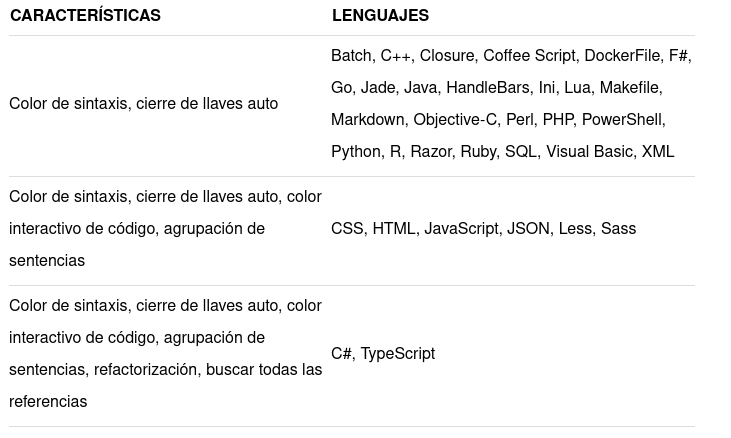 CARACTERÍSTICAS LENGUAJES
Color de sintaxis, cierre de llaves auto
Batch, C++, Closure, Coffee Script, DockerFile, F#,
Go, Jade, Java, HandleBars, Ini, Lua, Makefile,
Markdown, Objective-C, Perl, PHP, PowerShell,
Python, R, Razor, Ruby, SQL, Visual Basic, XML
Color de sintaxis, cierre de llaves auto, color
interactivo de código, agrupación de
sentencias
CSS, HTML, JavaScript, JSON, Less, Sass
Color de sintaxis, cierre de llaves auto, color
interactivo de código, agrupación de
sentencias, refactorización, buscar todas las
referencias
C#, TypeScript